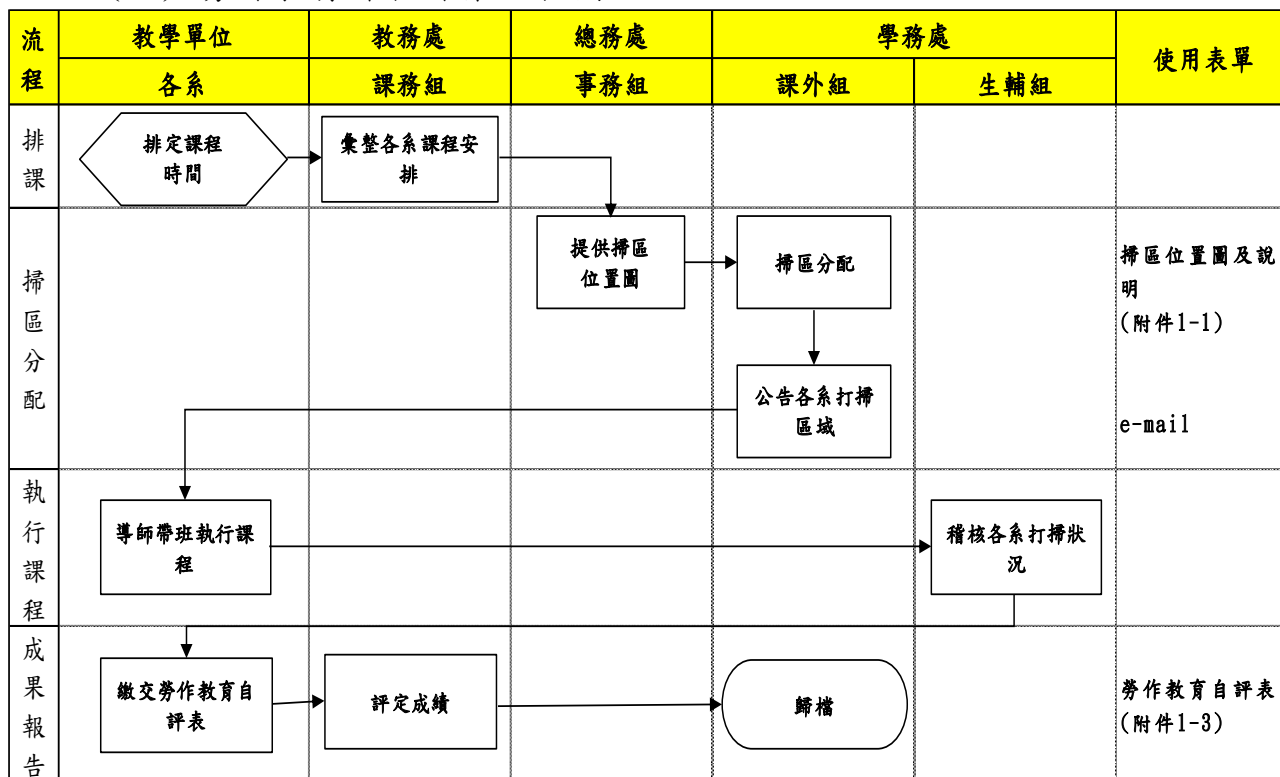 流程
教學單位
教務處
總務處
學務處
使用表單
各系
課務組
事務組
課外組
生輔組
排課
排定課程
時間
彙整各系課程安
排
掃區分配
提供掃區
位置圖
掃區分配
掃區位置圖及說
明
(附件1-1)
公告各系打掃
區域
e-mail
執行課程
導師帶班執行課
程
稽核各系打掃狀
況
成果報告
繳交勞作教育自
評表
評定成績
歸檔
勞作教育自評表
(附件1-3)